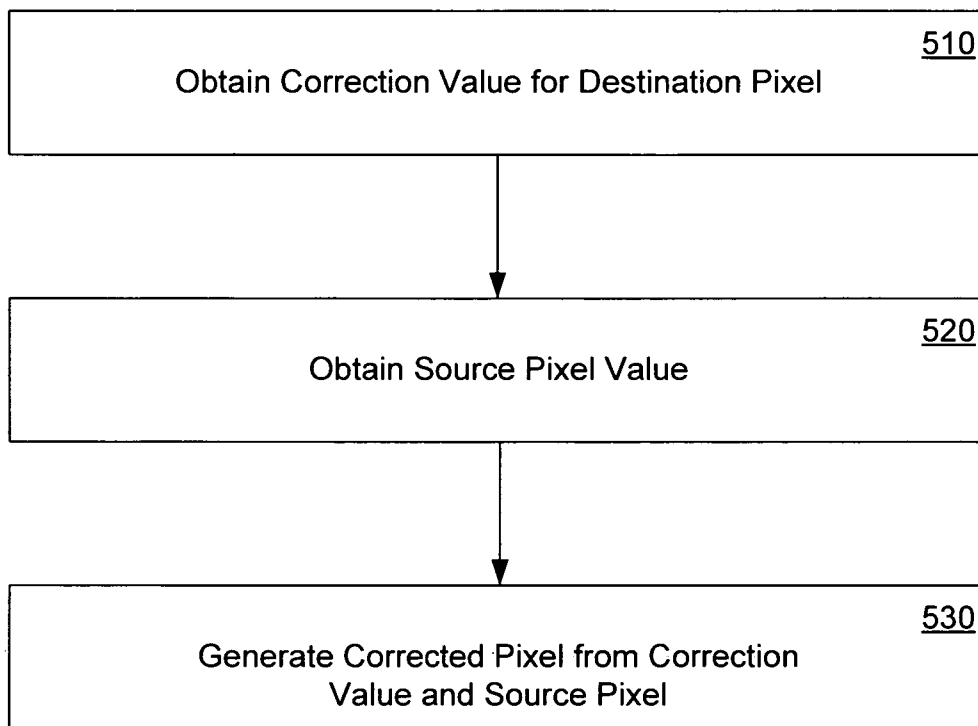 510
Obtain Correction Value for Destination Pixel
520
Obtain Source Pixel Value
530
Generate Corrected Pixel from Correction
Value and Source Pixel